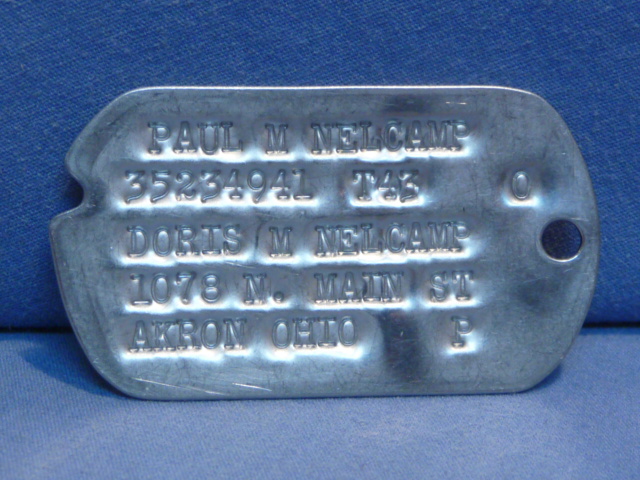 PAUL M NELCAMP
35234941 T43 O
DORIS M NELCAMP
1078 N. MAIN ST
AKRON OHIO P